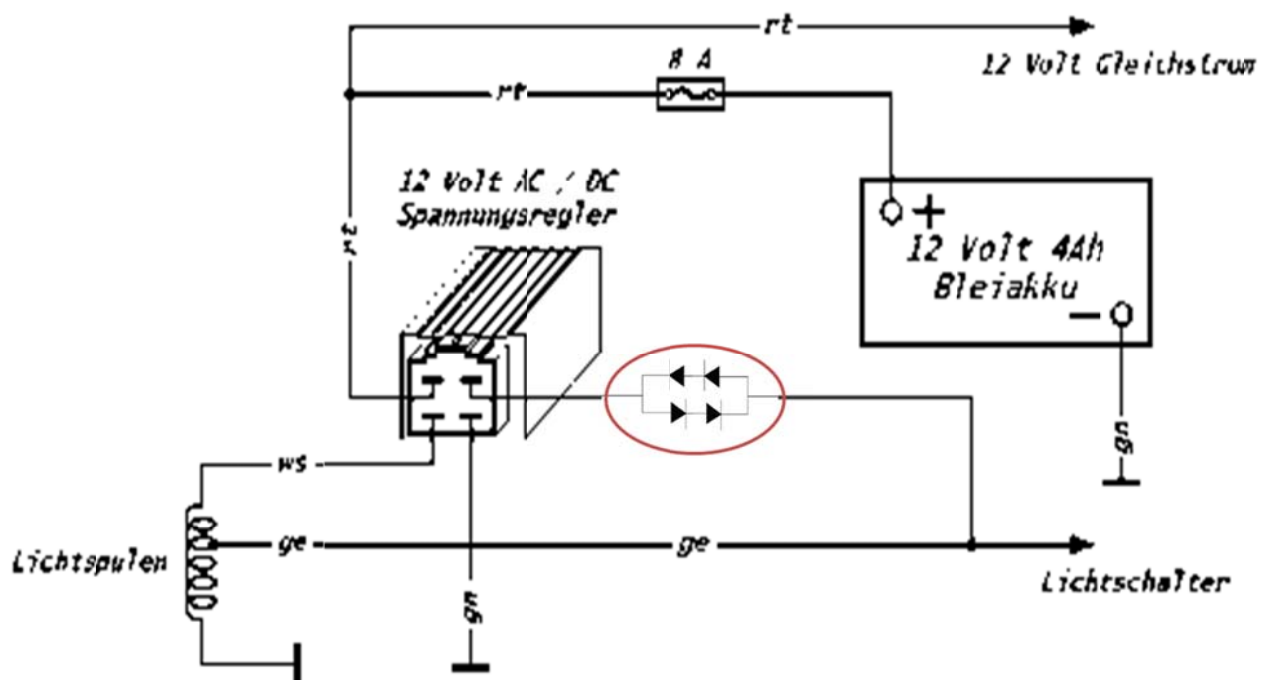 rt
12 Volt Gleichstrom
8 A
rt
12 Volt AC / DC
Spannungsregler
rt
+
12 Volt 4Ah
Bleiakku
−
gn
ws
Lichtspulen
ge
ge
Lichtschalter
gn